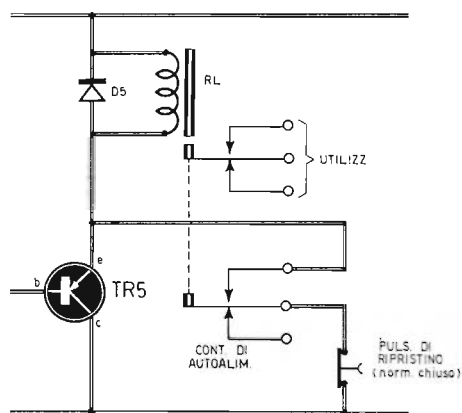 D5
RL
UTILIZZ
e
b
TR5
c
CONT. DI
AUTOALIM.
PULS. DI
RIPRISTINO
(norm. chiuso)